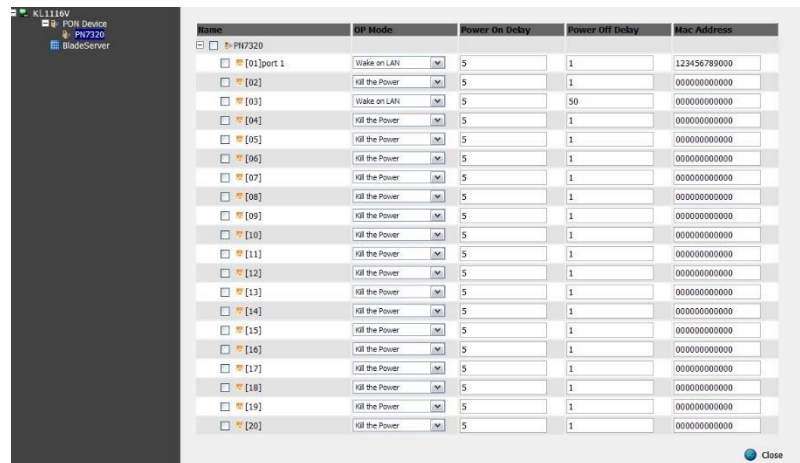 KL1116V
PON Device
PN7320
BladeServer
Name OP Mode Power On Delay Power Off Delay Mac Address
PN7320
[01]port 1 Wake on LAN 5 1 123456789000
[02] Kill the Power 5 1 000000000000
[03] Wake on LAN 5 50 000000000000
[04] Kill the Power 5 1 000000000000
[05] Kill the Power 5 1 000000000000
[06] Kill the Power 5 1 000000000000
[07] Kill the Power 5 1 000000000000
[08] Kill the Power 5 1 000000000000
[09] Kill the Power 5 1 000000000000
[10] Kill the Power 5 1 000000000000
[11] Kill the Power 5 1 000000000000
[12] Kill the Power 5 1 000000000000
[13] Kill the Power 5 1 000000000000
[14] Kill the Power 5 1 000000000000
[15] Kill the Power 5 1 000000000000
[16] Kill the Power 5 1 000000000000
[17] Kill the Power 5 1 000000000000
[18] Kill the Power 5 1 000000000000
[19] Kill the Power 5 1 000000000000
[20] Kill the Power 5 1 000000000000
Close